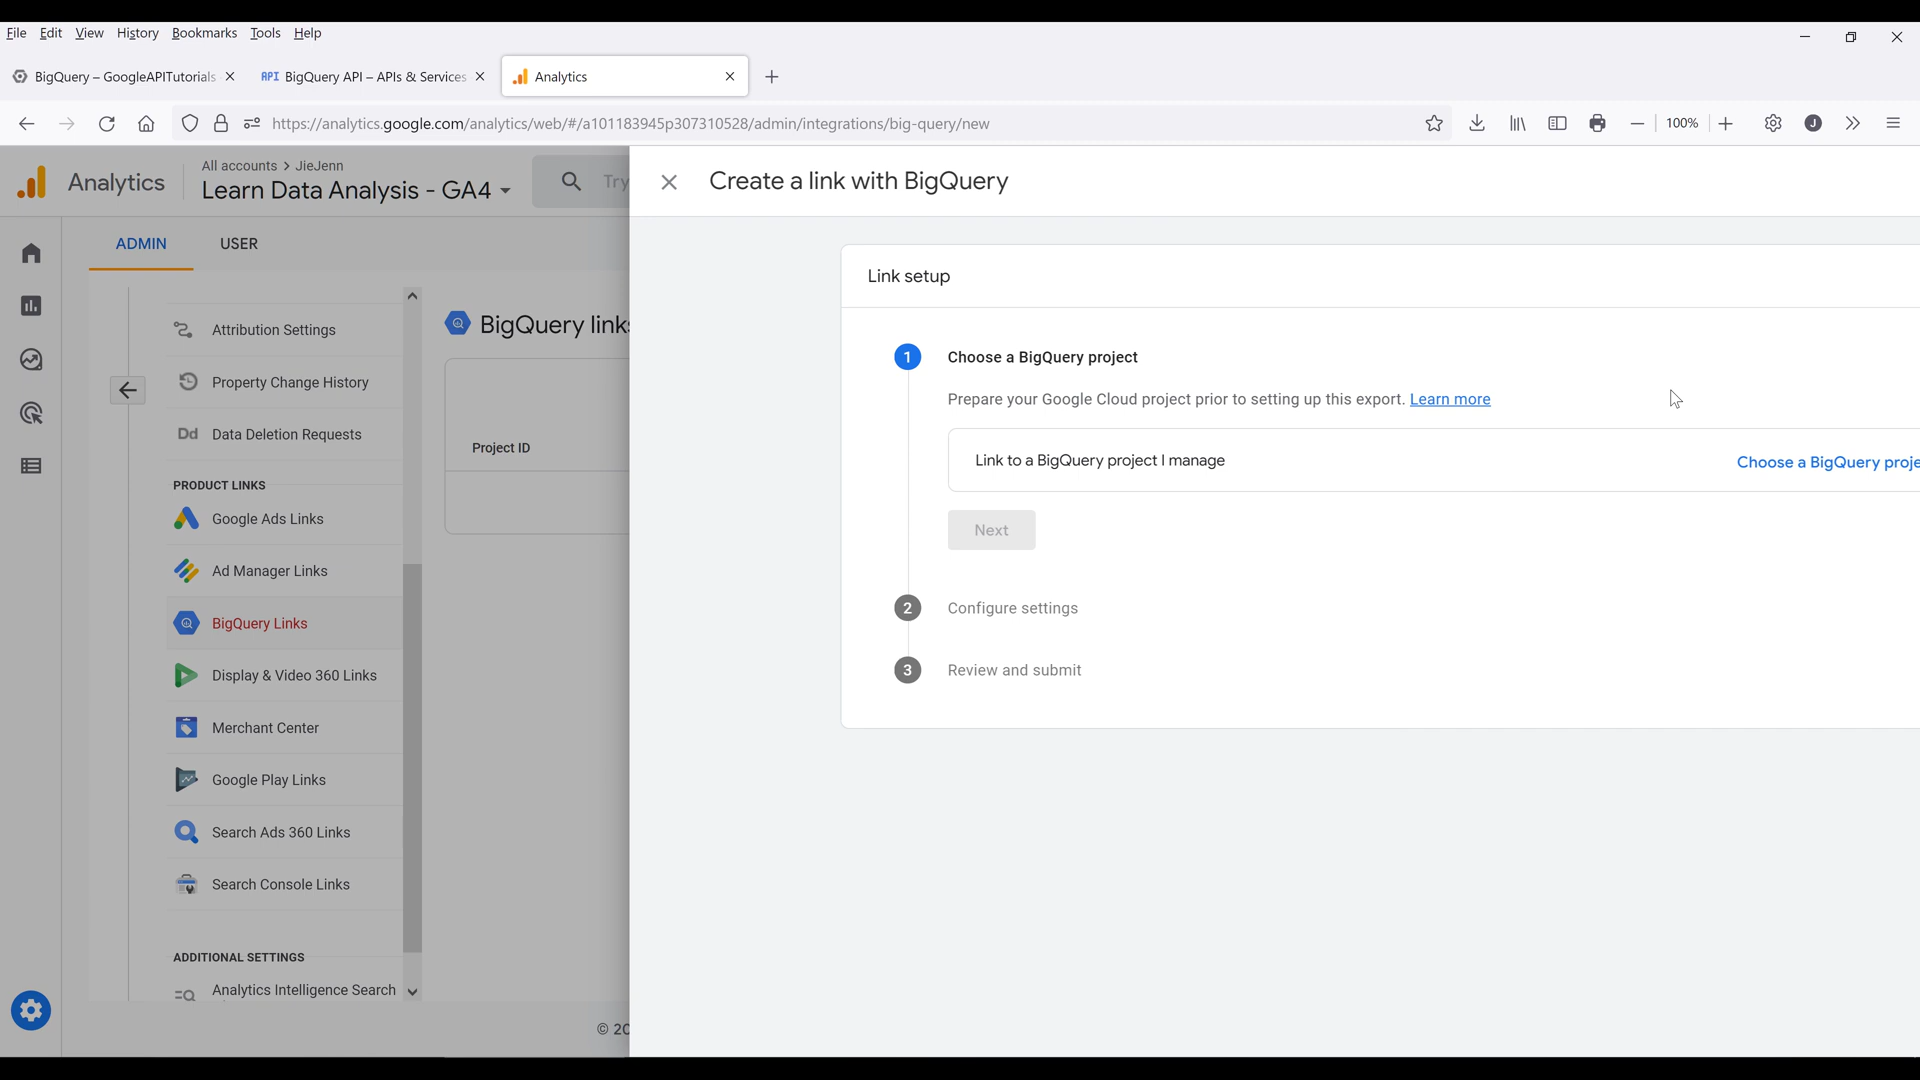 File Edit View History Bookmarks Tools Help
BigQuery – GoogleAPITutorials
API BigQuery API – APIs & Services
Analytics
https://analytics.google.com/analytics/web/#/a101183945p307310528/admin/integrations/big-query/new
100%
J
Analytics
All accounts > JieJenn
Learn Data Analysis - GA4
Try
Create a link with BigQuery
ADMIN USER
Attribution Settings
Property Change History
Dd Data Deletion Requests
PRODUCT LINKS
Google Ads Links
Ad Manager Links
BigQuery Links
Display & Video 360 Links
Merchant Center
Google Play Links
Search Ads 360 Links
Search Console Links
ADDITIONAL SETTINGS
Analytics Intelligence Search
BigQuery links
Project ID
© 20
Link setup
1 Choose a BigQuery project
Prepare your Google Cloud project prior to setting up this export. Learn more
Link to a BigQuery project I manage
Choose a BigQuery proje
Next
2 Configure settings
3 Review and submit